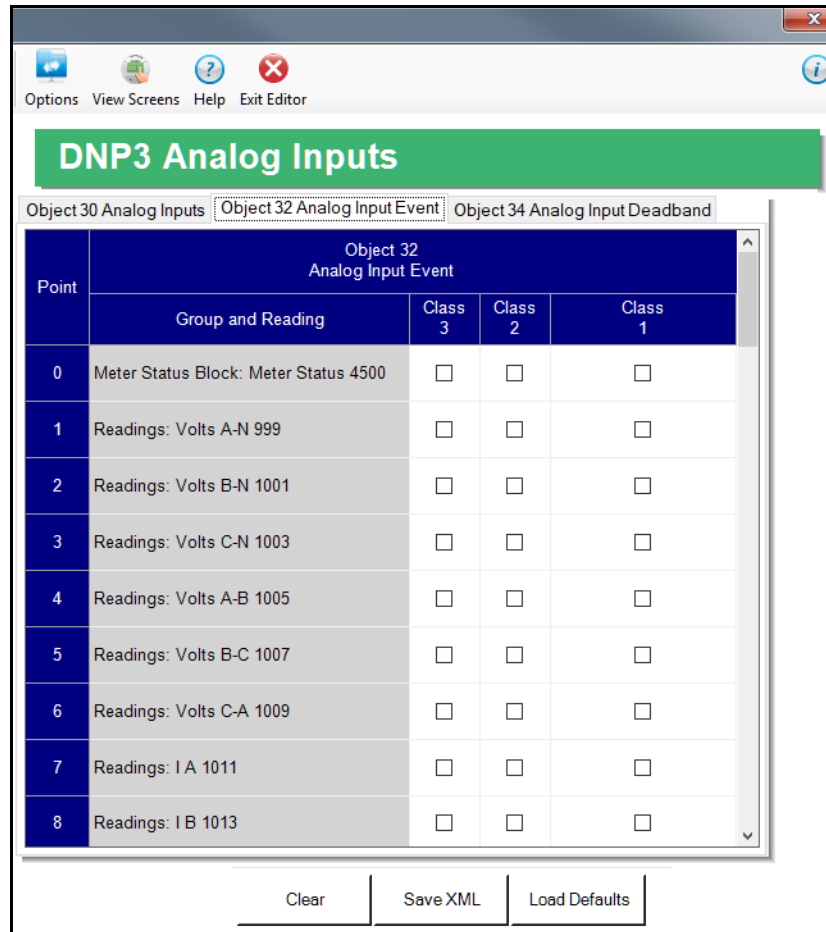 Options View Screens Help Exit Editor
DNP3 Analog Inputs
Object 30 Analog Inputs Object 32 Analog Input Event Object 34 Analog Input Deadband
Point
Object 32
Analog Input Event
Group and Reading
Class 3
Class 2
Class 1
0 Meter Status Block: Meter Status 4500
1 Readings: Volts A-N 999
2 Readings: Volts B-N 1001
3 Readings: Volts C-N 1003
4 Readings: Volts A-B 1005
5 Readings: Volts B-C 1007
6 Readings: Volts C-A 1009
7 Readings: I A 1011
8 Readings: I B 1013
Clear Save XML Load Defaults